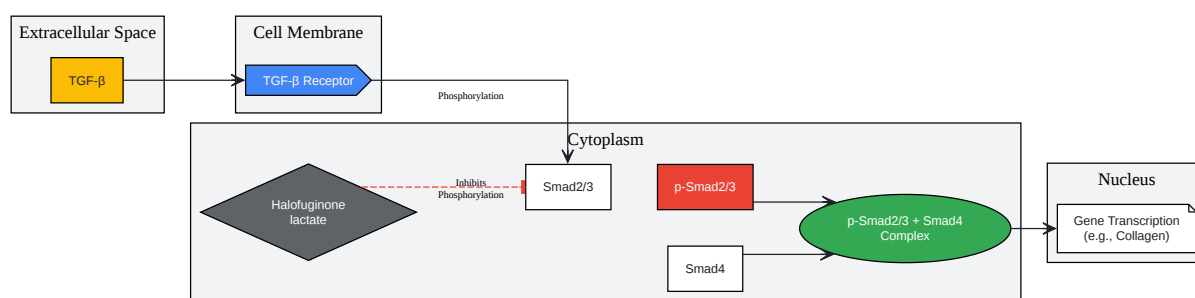 Extracellular Space
TGF-β
Cell Membrane
TGF-β Receptor
Phosphorylation
Cytoplasm
Halofuginone
lactate
Inhibits
Phosphorylation
Smad2/3
p-Smad2/3
Smad4
p-Smad2/3 + Smad4
Complex
Nucleus
Gene Transcription
(e.g., Collagen)